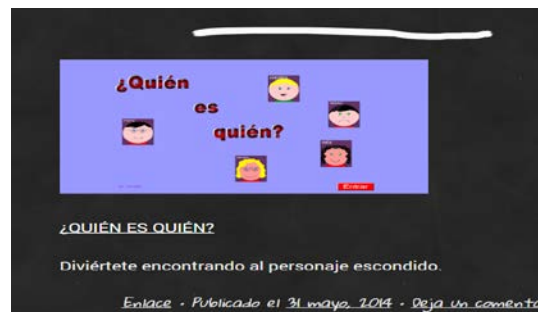 ¿Quién
es
quién?
Entrar
¿QUIÉN ES QUIÉN?
Diviértete encontrando al personaje escondido.
Enlace · Publicado el 31 mayo, 2014 · Deja un comenta